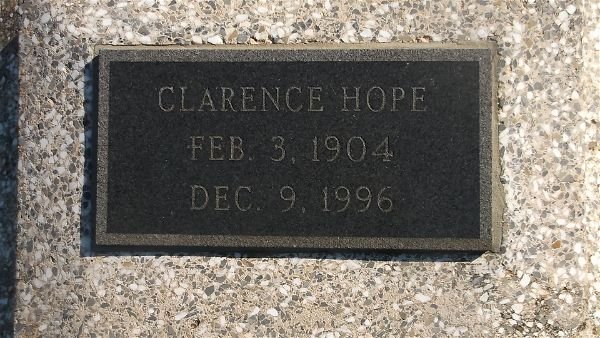 CLARENCE HOPE
FEB. 3, 1904
DEC. 9, 1996